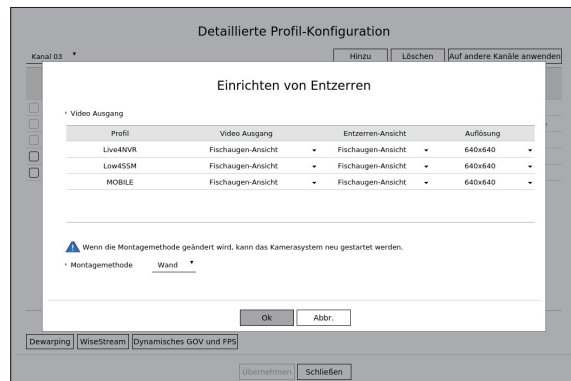 Detaillierte Profil-Konfiguration
Kanal 03
Hinzu
Löschen
Auf andere Kanäle anwenden
Einrichten von Entzerren
Video Ausgang
Profil Video Ausgang Entzerren-Ansicht Auflösung
Live4NVR Fischaugen-Ansicht Fischaugen-Ansicht 640x640
Low4SSM Fischaugen-Ansicht Fischaugen-Ansicht 640x640
MOBILE Fischaugen-Ansicht Fischaugen-Ansicht 640x640
Wenn die Montagemethode geändert wird, kann das Kamerasystem neu gestartet werden.
Montagemethode Wand
Ok
Abbr.
Dewarping
WiseStream
Dynamisches GOV und FPS
Übernehmen
Schließen